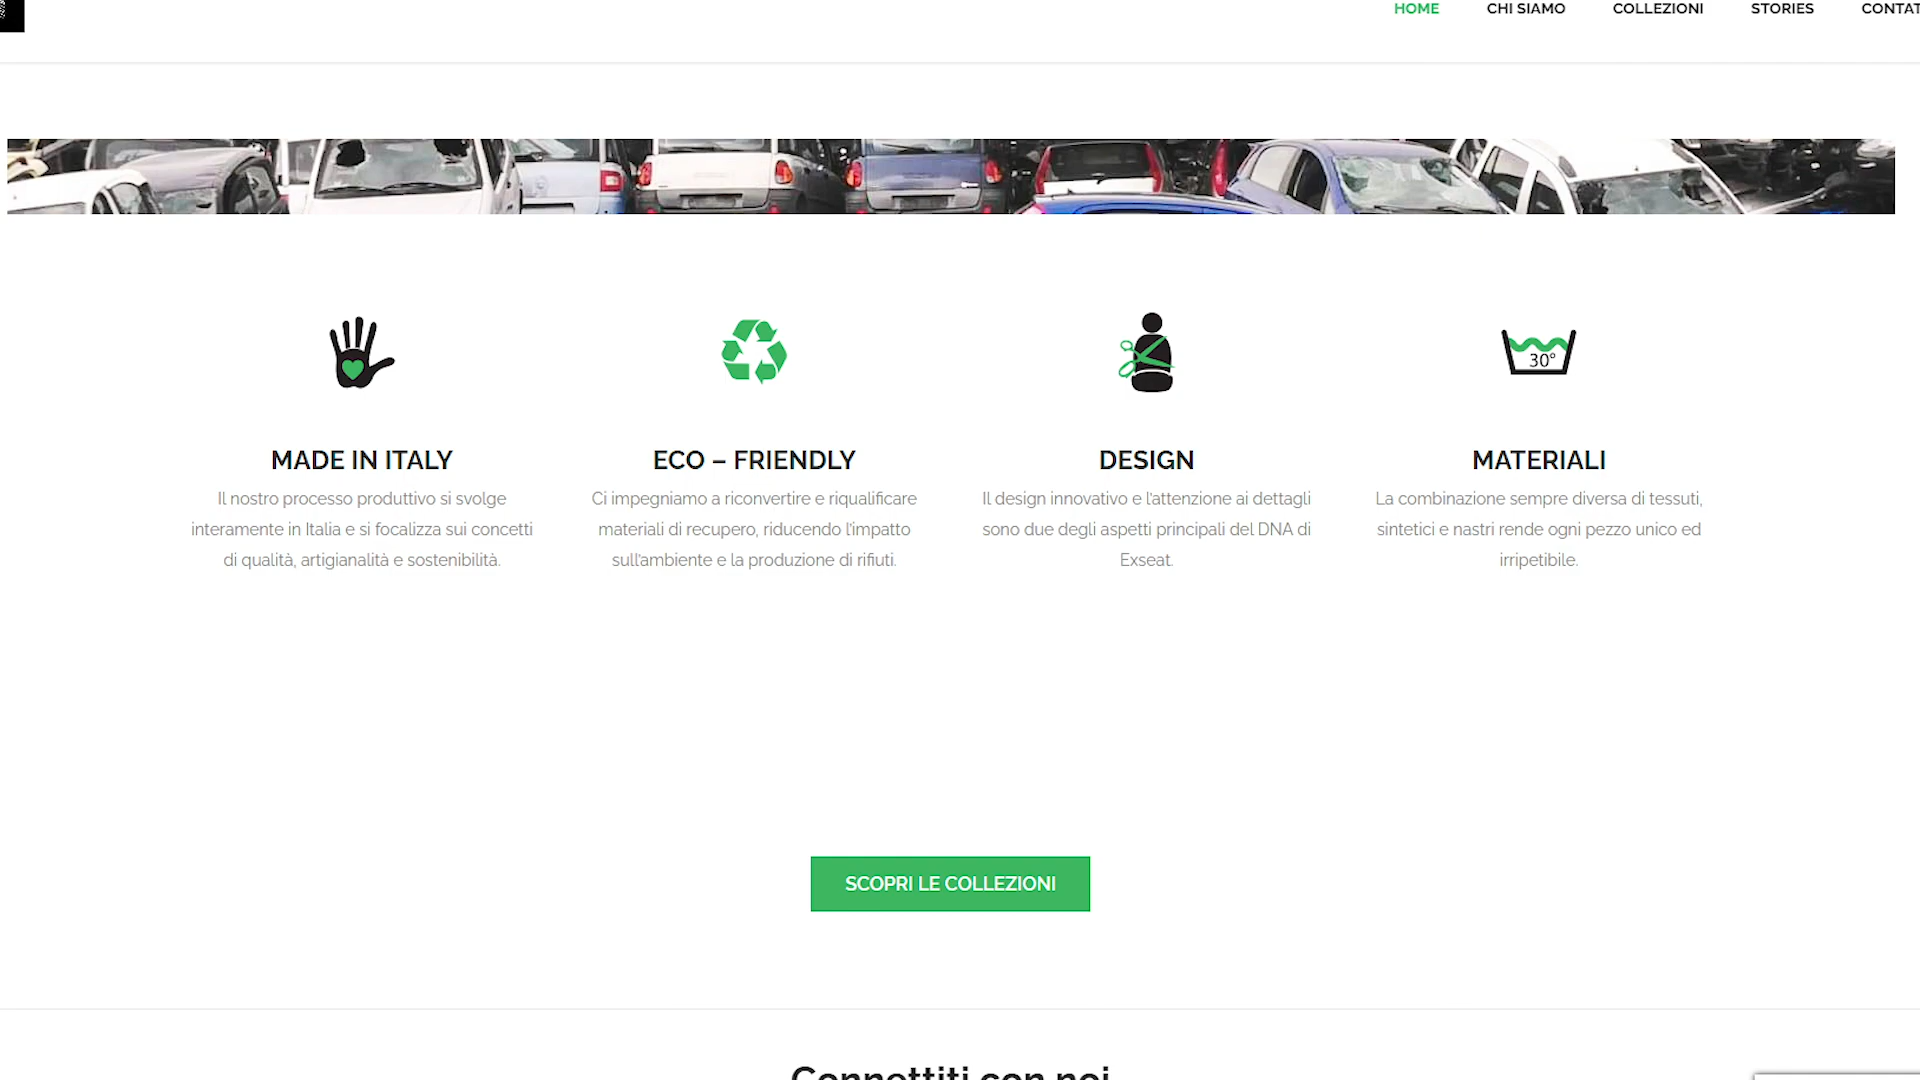 HOME CHI SIAMO COLLEZIONI STORIES CONTAT
30°
MADE IN ITALY
Il nostro processo produttivo si svolge
interamente in Italia e si focalizza sui concetti
di qualità, artigianalità e sostenibilità.
ECO – FRIENDLY
Ci impegniamo a riconvertire e riqualificare
materiali di recupero, riducendo l'impatto
sull'ambiente e la produzione di rifiuti.
DESIGN
Il design innovativo e l'attenzione ai dettagli
sono due degli aspetti principali del DNA di
Exseat.
MATERIALI
La combinazione sempre diversa di tessuti,
sintetici e nastri rende ogni pezzo unico ed
irripetibile.
SCOPRI LE COLLEZIONI
Connettiti con noi